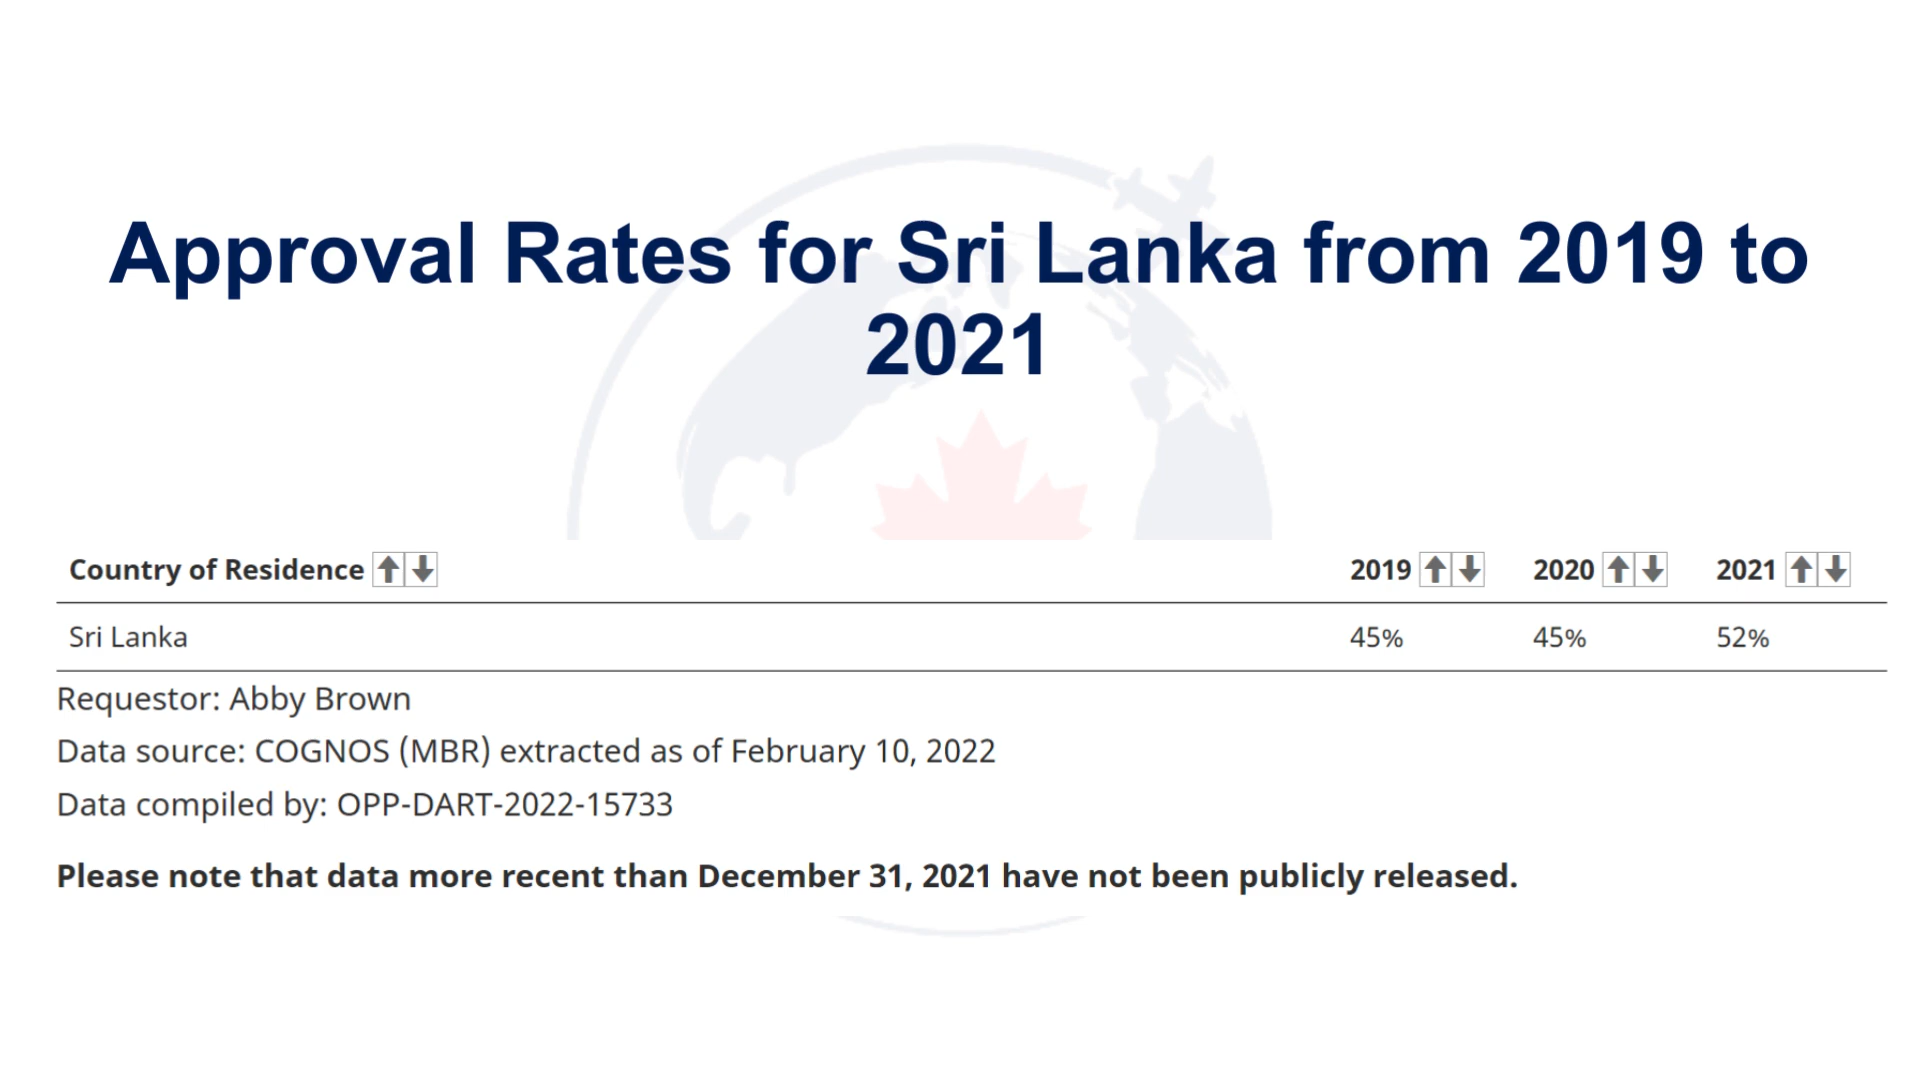 Approval Rates for Sri Lanka from 2019 to
2021
Country of Residence 2019 2020 2021
Sri Lanka 45% 45% 52%
Requestor: Abby Brown
Data source: COGNOS (MBR) extracted as of February 10, 2022
Data compiled by: OPP-DART-2022-15733
Please note that data more recent than December 31, 2021 have not been publicly released.